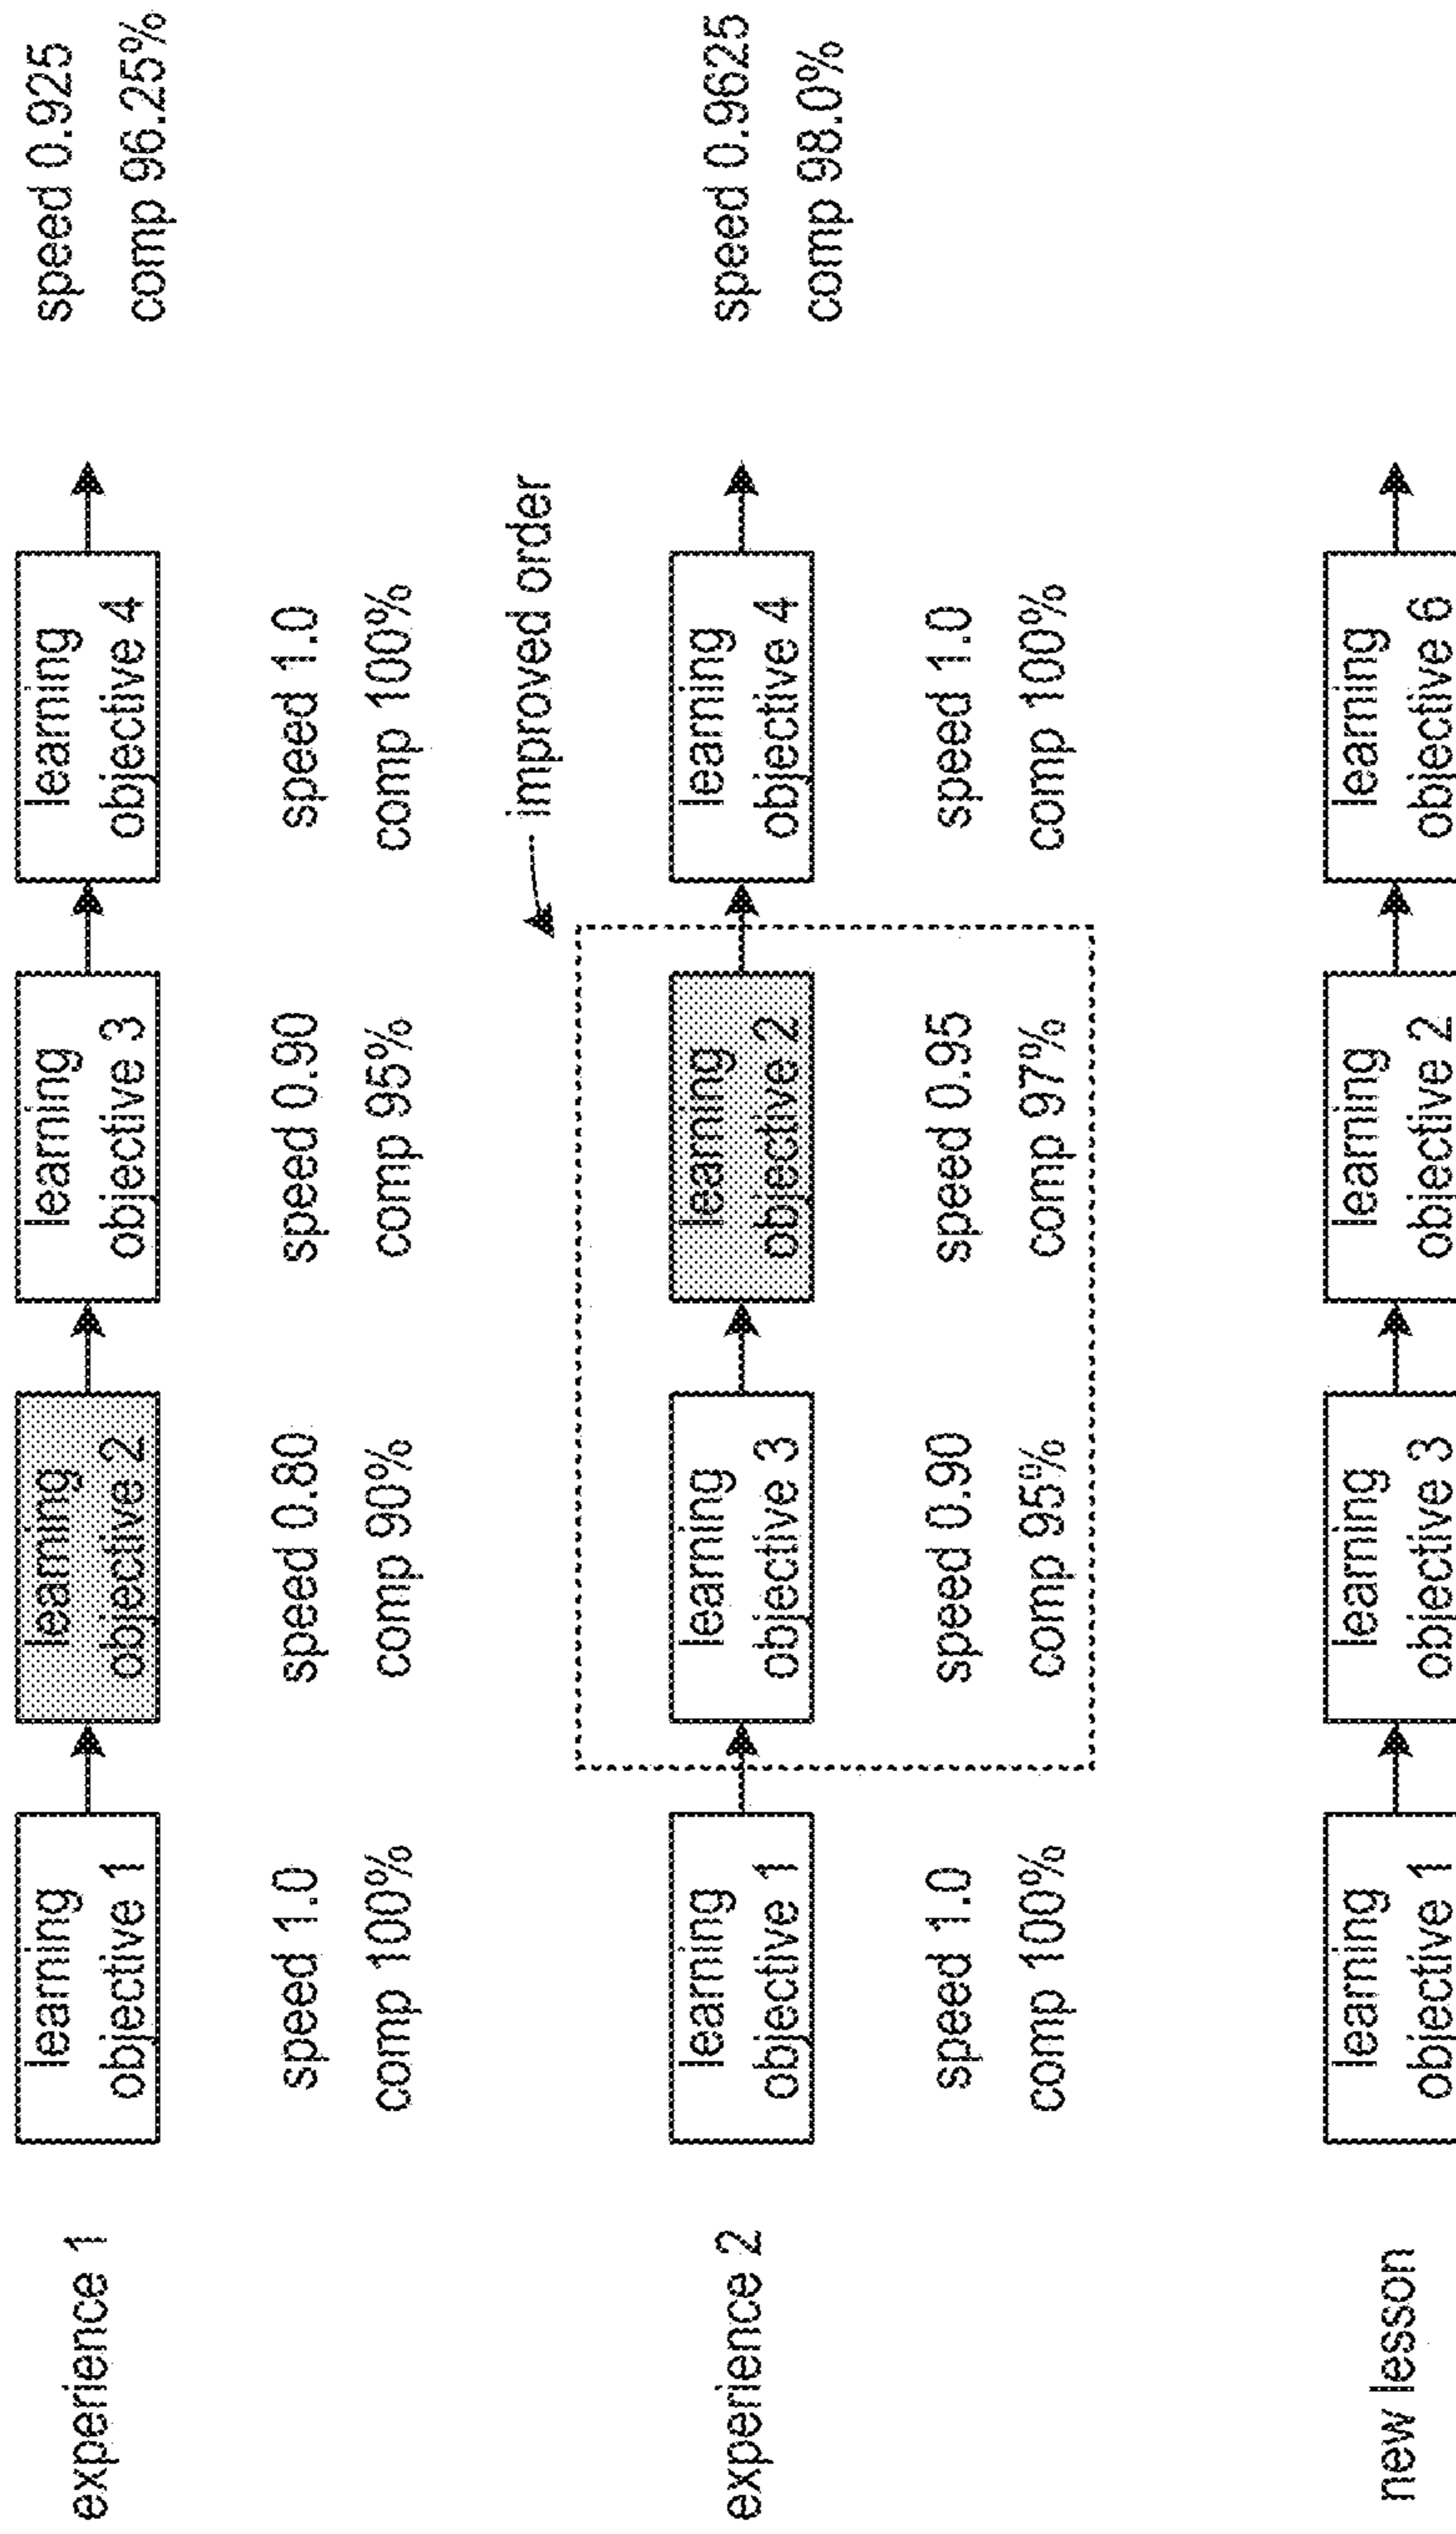 experience 1
learning
objective 1
learning
objective 2
learning
objective 3
learning
objective 4
speed 1.0
comp 100%
speed 0.80
comp 90%
speed 0.90
comp 95%
speed 1.0
comp 100%
speed 0.925
comp 96.25%
improved order
experience 2
learning
objective 1
learning
objective 3
learning
objective 2
learning
objective 4
speed 1.0
comp 100%
speed 0.90
comp 95%
speed 0.95
comp 97%
speed 1.0
comp 100%
speed 0.9625
comp 98.0%
new lesson
learning
objective 1
learning
objective 3
learning
objective 2
learning
objective 6